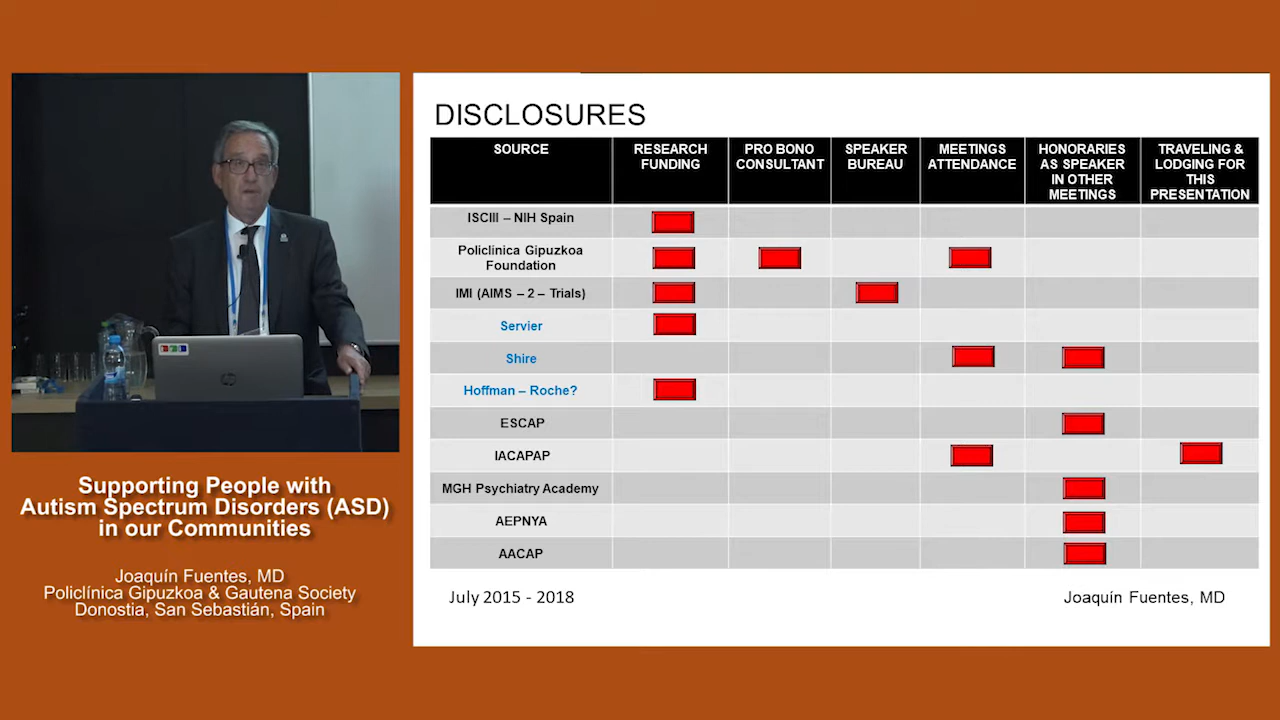 DISCLOSURES
SOURCE
RESEARCH
FUNDING
PRO BONO
CONSULTANT
SPEAKER
BUREAU
MEETINGS
ATTENDANCE
HONORARIES
AS SPEAKER
IN OTHER
MEETINGS
TRAVELING &
LODGING FOR
THIS
PRESENTATION
ISCIII – NIH Spain
Policlínica Gipuzkoa
Foundation
IMI (AIMS – 2 – Trials)
Servier
Shire
Hoffman – Roche?
ESCAP
IACAPAP
MGH Psychiatry Academy
AEPNYA
AACAP
July 2015 - 2018
Joaquín Fuentes, MD
hp
Supporting People with
Autism Spectrum Disorders (ASD)
in our Communities
Joaquín Fuentes, MD
Policlínica Gipuzkoa & Gautena Society
Donostia, San Sebastián, Spain